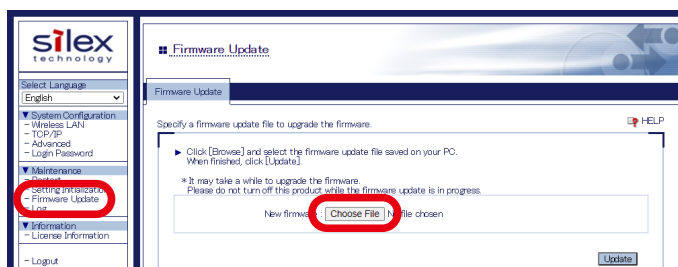 silex
technology
Select Language
English
▼ System Configuration
- Wireless LAN
- TCP/IP
- Advanced
- Login Password
▼ Maintenance
- Restart
- Setting Initialization
- Firmware Update
- Log
▼ Information
- License Information
- Logout
Firmware Update
Firmware Update
Specify a firmware update file to upgrade the firmware.
HELP
► Click [Browse] and select the firmware update file saved on your PC.
When finished, click [Update].
* It may take a while to upgrade the firmware.
Please do not turn off this product while the firmware update is in progress.
New firmware : Choose File No file chosen
Update